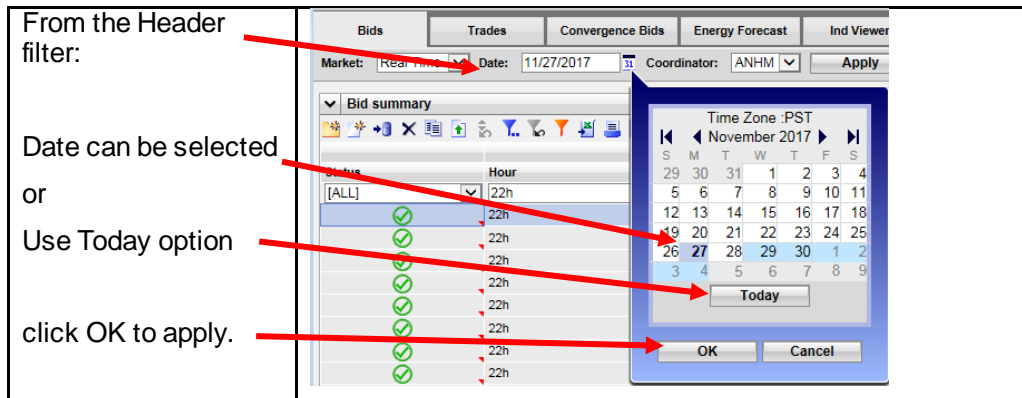 From the Header
filter:
Date can be selected
or
Use Today option
click OK to apply.
Bids Trades Convergence Bids Energy Forecast Ind Viewer
Market: Real Time Date: 11/27/2017 31 Coordinator: ANHM Apply
Bid summary
Status Hour
[ALL] 22h
22h
22h
22h
22h
22h
22h
22h
22h
Time Zone :PST
November 2017
S M T W T F S
29 30 31 1 2 3 4
5 6 7 8 9 10 11
12 13 14 15 16 17 18
19 20 21 22 23 24 25
26 27 28 29 30 1 2
3 4 5 6 7 8 9
Today
OK Cancel